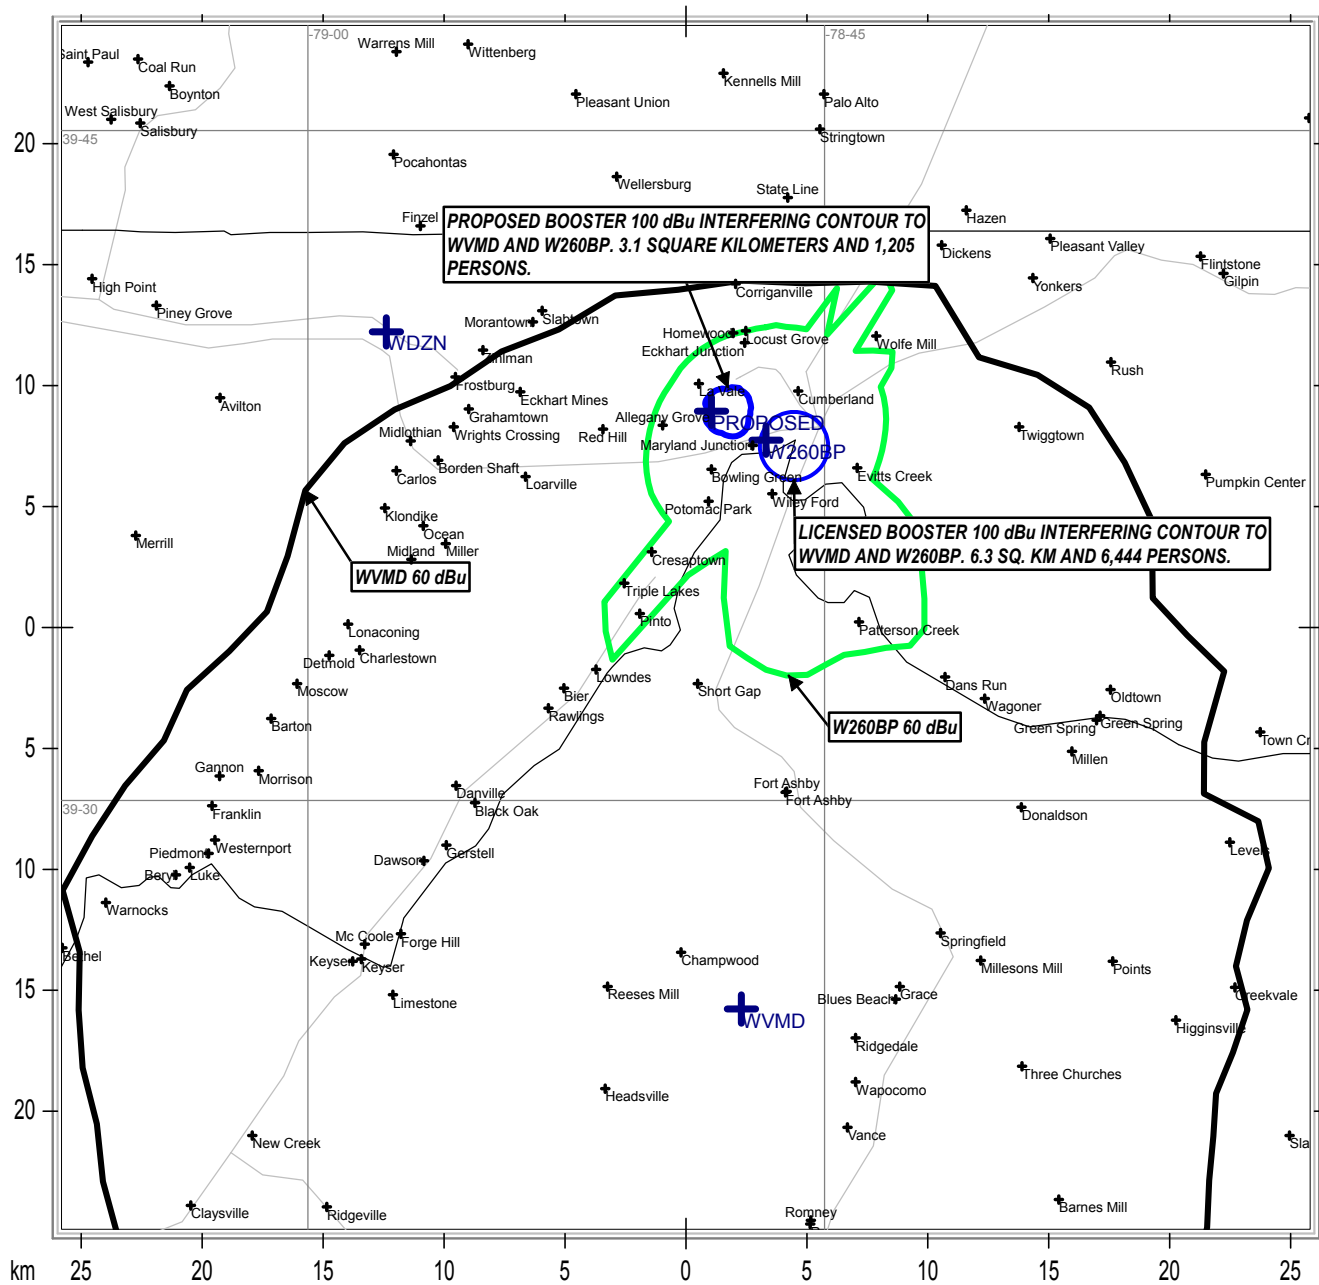 -79-00
-78-45
Warrens Mill
Wittenberg
Saint Paul
Coal Run
Kennells Mill
Boynton
Pleasant Union
Palo Alto
West Salisbury
Salisbury
Stringtown
20
39-45
Pocahontas
Wellersburg
State Line
Finzel
Hazen
PROPOSED BOOSTER 100 dBu INTERFERING CONTOUR TO
WVMD AND W260BP. 3.1 SQUARE KILOMETERS AND 1,205
PERSONS.
Dickens
Pleasant Valley
15
Flintstone
High Point
Yonkers
Gilpin
Corriganville
Piney Grove
Morantown
Slabtown
WDZN
Homewood
Locust Grove
Wolfe Mill
Eckhart Junction
Zihlman
Rush
10
Frostburg
La Vale
Avilton
Eckhart Mines
Cumberland
Grahamtown
Allegany Grove
PROPOSED
Midlothian
Wrights Crossing
Red Hill
Twiggtown
Maryland Junction
W260BP
Borden Shaft
Carlos
Loarville
Bowling Green
Evitts Creek
Pumpkin Center
Wiley Ford
5
Klondike
Potomac Park
Ocean
LICENSED BOOSTER 100 dBu INTERFERING CONTOUR TO
WVMD AND W260BP. 6.3 SQ. KM AND 6,444 PERSONS.
Merrill
Midland
Miller
Cresaptown
WVMD 60 dBu
Triple Lakes
0
Pinto
Lonaconing
Patterson Creek
Detmold
Charlestown
Lowndes
Moscow
Bier
Short Gap
Dans Run
Oldtown
Rawlings
Wagoner
Barton
W260BP 60 dBu
Green Spring
Green Spring
Town Cr
5
Gannon
Morrison
Millen
Danville
Fort Ashby
Fort Ashby
39-30
Franklin
Black Oak
Donaldson
Westernport
Piedmont
Gerstell
Levels
10
Dawson
Beryl
Luke
Warnocks
Mc Coole
Forge Hill
Springfield
Bethel
Keyser
Keyser
Champwood
Millesons Mill
Points
15
Limestone
Reeses Mill
Blues Beach
Grace
Creekvale
WVMD
Higginsville
Ridgedale
Three Churches
Headsville
Wapocomo
20
New Creek
Vance
Sla
Claysville
Ridgeville
Romney
Barnes Mill
km
25
20
15
10
5
0
5
10
15
20
25